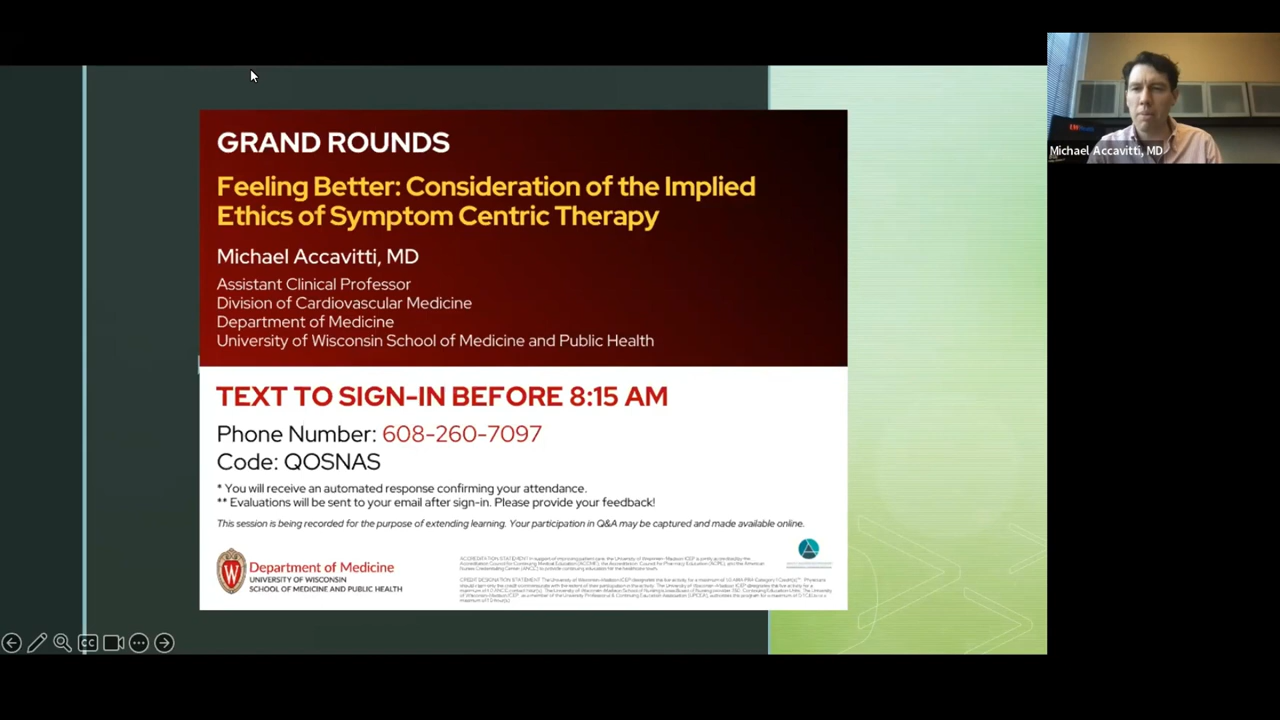 GRAND ROUNDS
Feeling Better: Consideration of the Implied
Ethics of Symptom Centric Therapy
Michael Accavitti, MD
Assistant Clinical Professor
Division of Cardiovascular Medicine
Department of Medicine
University of Wisconsin School of Medicine and Public Health
TEXT TO SIGN-IN BEFORE 8:15 AM
Phone Number: 608-260-7097
Code: QOSNAS
* You will receive an automated response confirming your attendance.
** Evaluations will be sent to your email after sign-in. Please provide your feedback!
This session is being recorded for the purpose of extending learning. Your participation in Q&A may be captured and made available online.
W
Department of Medicine
UNIVERSITY OF WISCONSIN
SCHOOL OF MEDICINE AND PUBLIC HEALTH
CC
Michael Accavitti, MD